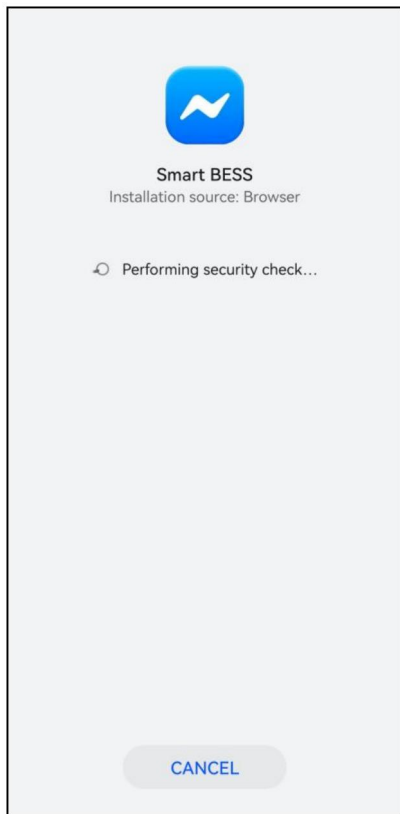 Smart BESS
Installation source: Browser
Performing security check...
CANCEL